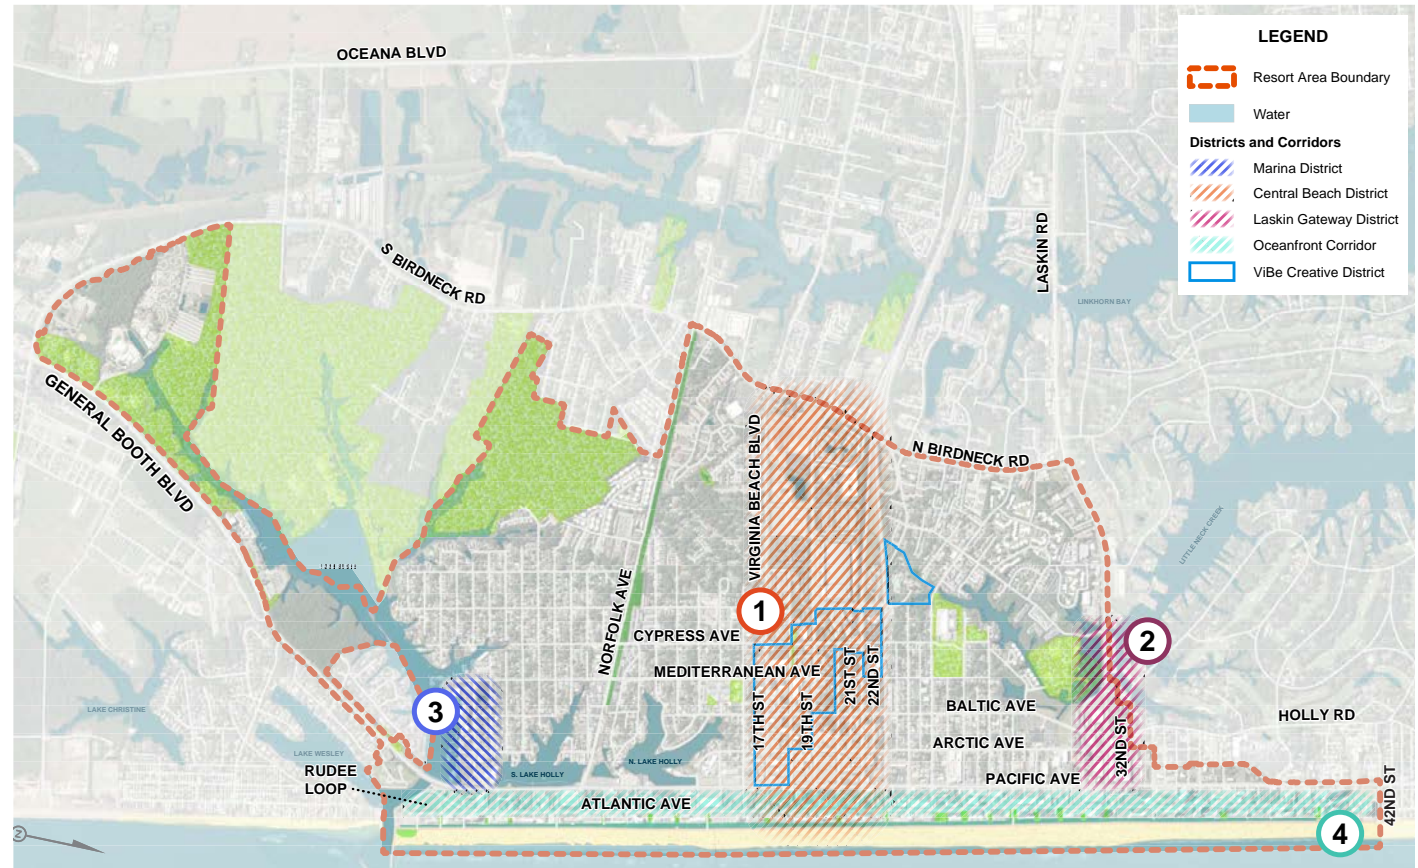 LEGEND
Resort Area Boundary
Water
Districts and Corridors
Marina District
Central Beach District
Laskin Gateway District
Oceanfront Corridor
ViBe Creative District
OCEANA BLVD
S BIRDNECK RD
LASKIN RD
LINKHORN BAY
GENERAL BOOTH BLVD
VIRGINIA BEACH BLVD
N BIRDNECK RD
LITTLE NECK CREEK
NORFOLK AVE
1
2
CYPRESS AVE
MEDITERRANEAN AVE
21ST ST
22ND ST
3
17TH ST
19TH ST
BALTIC AVE
LAKE CHRISTINE
HOLLY RD
ARCTIC AVE
32ND ST
LAKE WESLEY
N. LAKE HOLLY
S. LAKE HOLLY
RUDEE
LOOP
PACIFIC AVE
ATLANTIC AVE
42ND ST
4
Z